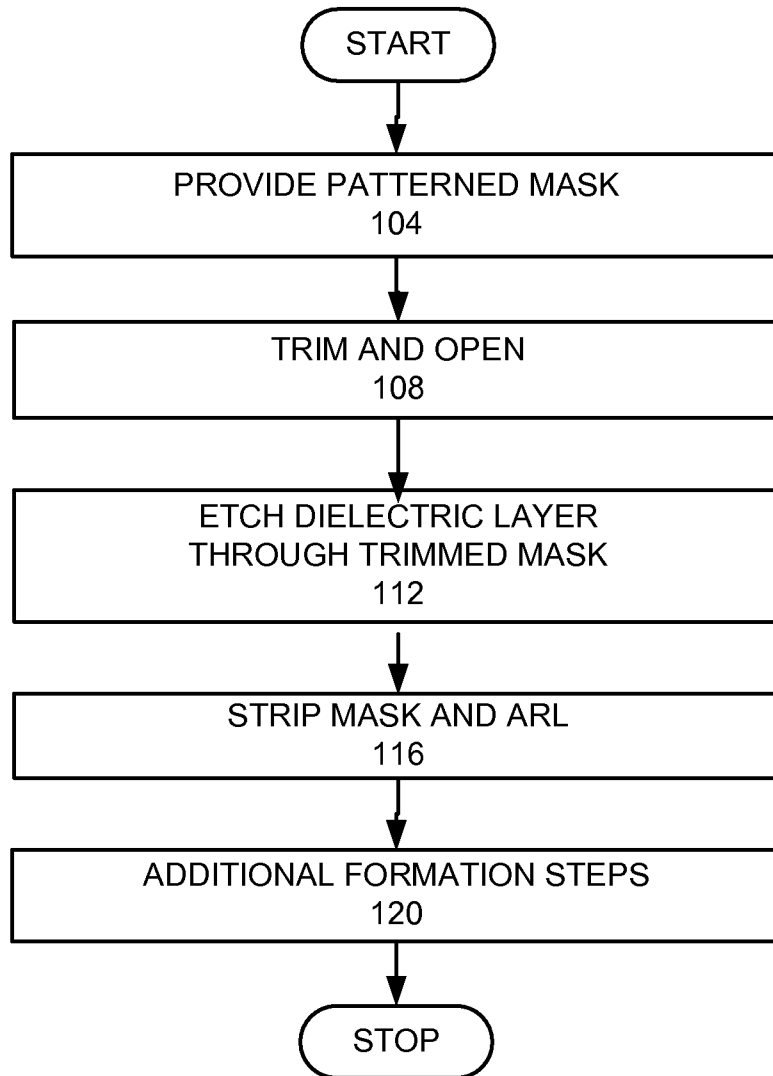 START
PROVIDE PATTERNED MASK
104
TRIM AND OPEN
108
ETCH DIELECTRIC LAYER
THROUGH TRIMMED MASK
112
STRIP MASK AND ARL
116
ADDITIONAL FORMATION STEPS
120
STOP